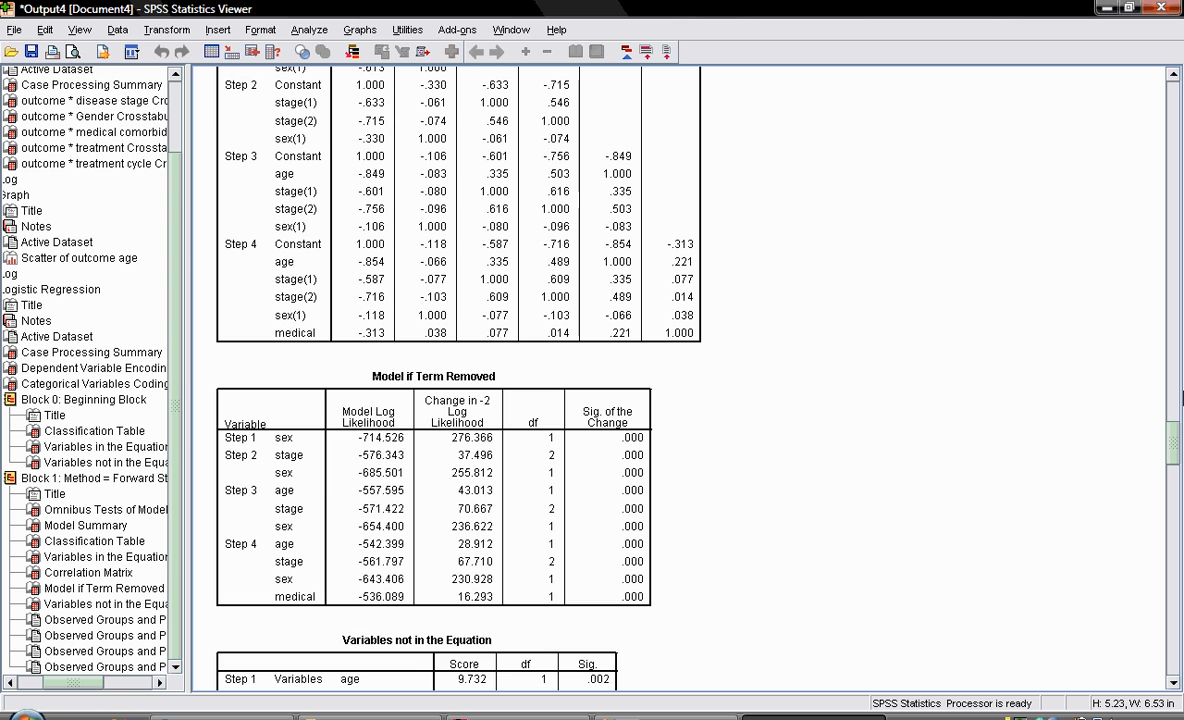 *Output4 [Document4] - SPSS Statistics Viewer
File Edit View Data Transform Insert Format Graphs Analyze Graphs Utilities Add-ons Window Help
Active Dataset
Case Processing Summary
outcome * disease stage Cro
outcome * Gender Crosstabu
outcome * medical comorbid
outcome * treatment Crossta
outcome * treatment cycle Cr
.og
Graph
Title
Notes
Active Dataset
Scatter of outcome age
.og
.ogistic Regression
Title
Notes
Active Dataset
Case Processing Summary
Dependent Variable Encodin
Categorical Variables Coding
Block 0: Beginning Block
Title
Classification Table
Variables in the Equation
Variables not in the Equa
Block 1: Method = Forward St
Title
Omnibus Tests of Model
Model Summary
Classification Table
Variables in the Equation
Correlation Matrix
Model if Term Removed
Variables not in the Equa
Observed Groups and P
Observed Groups and P
Observed Groups and P
Observed Groups and P
sex(1) -.613 1.000
Step 2 Constant 1.000 -.330 -.633 -.715
stage(1) -.633 -.061 1.000 .546
stage(2) -.715 -.074 .546 1.000
sex(1) -.330 1.000 -.061 -.074
Step 3 Constant 1.000 -.106 -.601 -.756 -.849
age -.849 -.083 .335 .503 1.000
stage(1) -.601 -.080 1.000 .616 .335
stage(2) -.756 -.096 .616 1.000 .503
sex(1) -.106 1.000 -.080 -.096 -.083
Step 4 Constant 1.000 -.118 -.587 -.716 -.854 -.313
age -.854 -.066 .335 .489 1.000 .221
stage(1) -.587 -.077 1.000 .609 .335 .077
stage(2) -.716 -.103 .609 1.000 .489 .014
sex(1) -.118 1.000 -.077 -.103 -.066 .038
medical -.313 .038 .077 .014 .221 1.000
Model if Term Removed
Variable Model Log Likelihood Change in -2 Log Likelihood df Sig. of the Change
Step 1 sex -714.526 276.366 1 .000
Step 2 stage -576.343 37.496 2 .000
sex -685.501 255.812 1 .000
Step 3 age -557.595 43.013 1 .000
stage -571.422 70.667 2 .000
sex -654.400 236.622 1 .000
Step 4 age -542.399 28.912 1 .000
stage -561.797 67.710 2 .000
sex -643.406 230.928 1 .000
medical -536.089 16.293 1 .000
Variables not in the Equation
Score df Sig.
Step 1 Variables age 9.732 1 .002
SPSS Statistics Processor is ready H: 5.23, W: 6.53 in